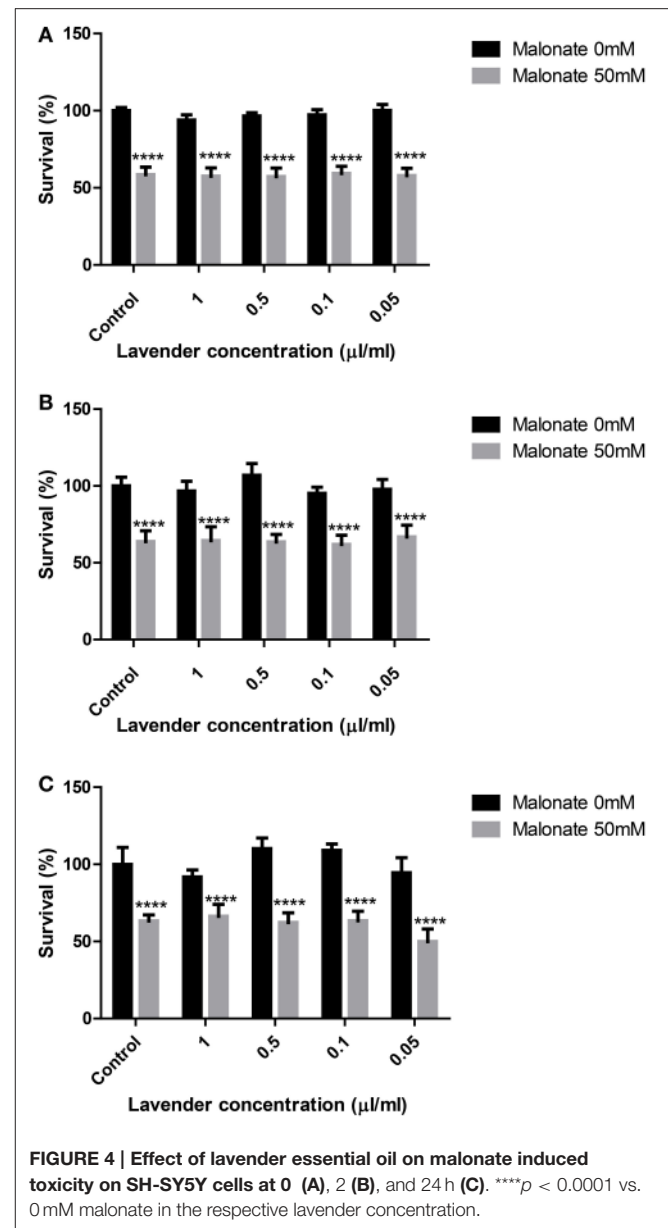 A
150
100
50
0
Survival (%)
**** **** **** **** ****
Control 1 0.5 0.1 0.05
Lavender concentration (μl/ml)
Malonate 0mM
Malonate 50mM
B
150
100
50
0
Survival (%)
**** **** **** **** ****
Control 1 0.5 0.1 0.05
Lavender concentration (μl/ml)
Malonate 0mM
Malonate 50mM
C
150
100
50
0
Survival (%)
**** **** **** **** ****
Control 1 0.5 0.1 0.05
Lavender concentration (μl/ml)
Malonate 0mM
Malonate 50mM
FIGURE 4 | Effect of lavender essential oil on malonate induced
toxicity on SH-SY5Y cells at 0 (A), 2 (B), and 24 h (C). ****p < 0.0001 vs.
0 mM malonate in the respective lavender concentration.